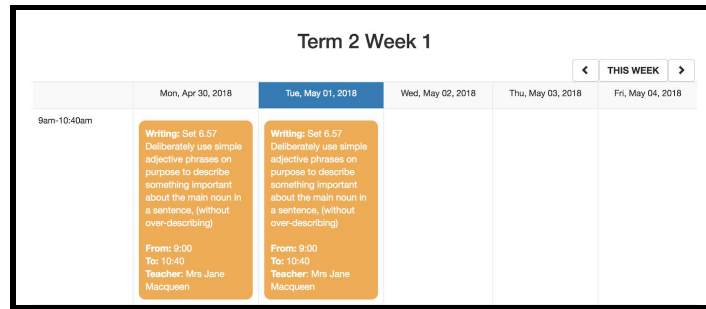 Term 2 Week 1
THIS WEEK
Mon, Apr 30, 2018
Tue, May 01, 2018
Wed, May 02, 2018
Thu, May 03, 2018
Fri, May 04, 2018
9am-10:40am
Writing: Set 6.57
Deliberately use simple
adjective phrases on
purpose to describe
something important
about the main noun in
a sentence, (without
over-describing)
From: 9:00
To: 10:40
Teacher: Mrs Jane
Macqueen
Writing: Set 6.57
Deliberately use simple
adjective phrases on
purpose to describe
something important
about the main noun in
a sentence, (without
over-describing)
From: 9:00
To: 10:40
Teacher: Mrs Jane
Macqueen